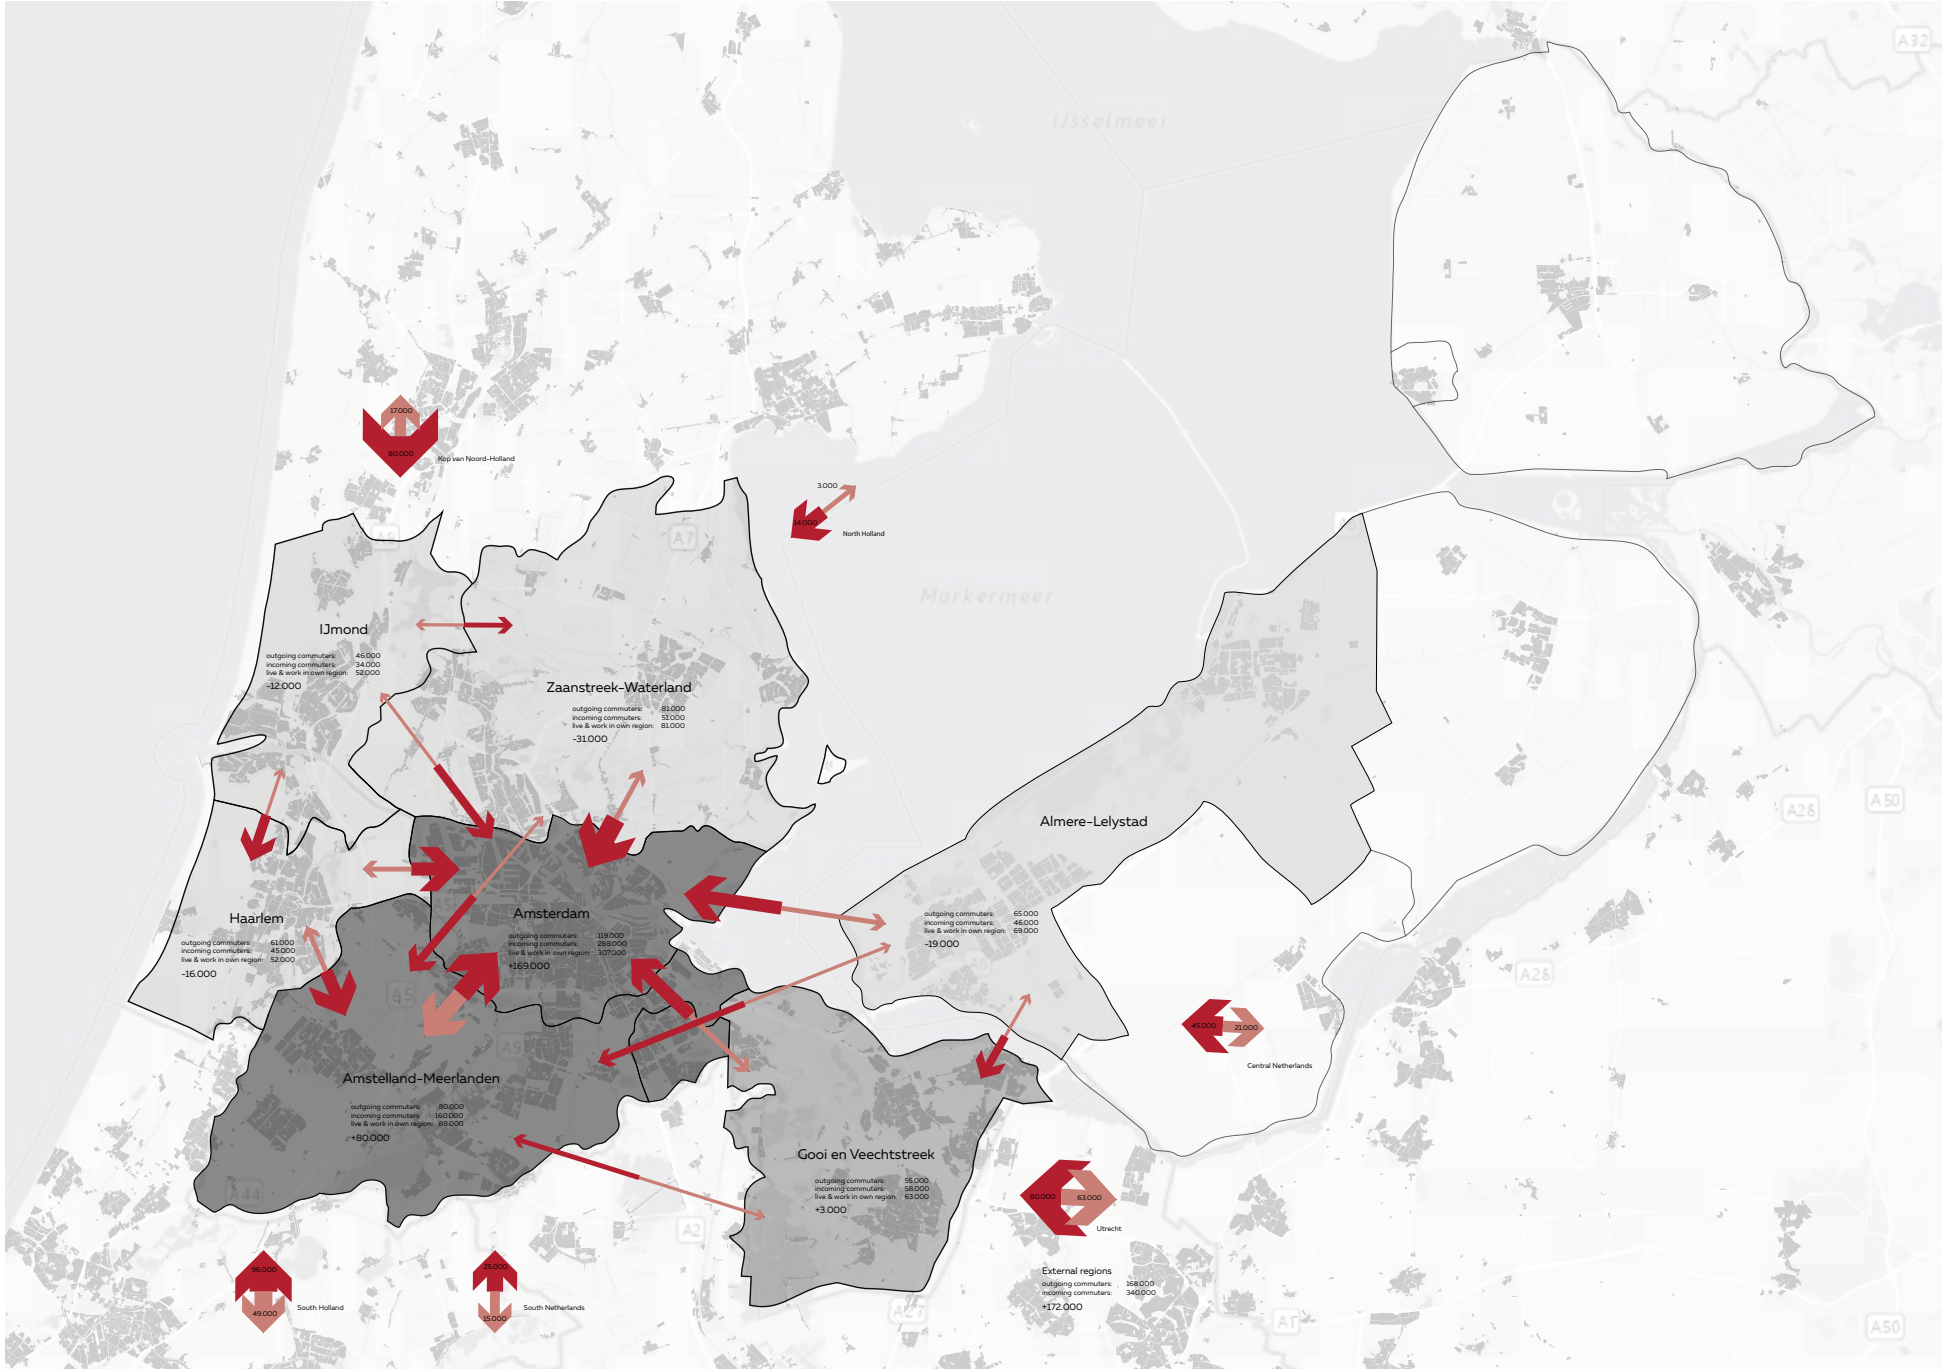 A32
IJsselmeer
17.000
80.000
Kop van Noord-Holland
3.000
14.000
North Holland
A9
A7
Markermeer
IJmond
outgoing commuters: 46.000
incoming commuters: 34.000
live & work in own region: 52.000
-12.000
Zaanstreek-Waterland
outgoing commuters: 81.000
incoming commuters: 51.000
live & work in own region: 81.000
-31.000
Almere-Lelystad
outgoing commuters: 65.000
incoming commuters: 46.000
live & work in own region: 69.000
-19.000
A28
A50
Haarlem
outgoing commuters: 61.000
incoming commuters: 45.000
live & work in own region: 52.000
-16.000
Amsterdam
outgoing commuters: 119.000
incoming commuters: 288.000
live & work in own region: 307.000
+169.000
A5
A28
45.000
21.000
Central Netherlands
A9
Amstelland-Meerlanden
outgoing commuters: 80.000
incoming commuters: 160.000
live & work in own region: 88.000
+80.000
Gooi en Veechtstreek
outgoing commuters: 55.000
incoming commuters: 58.000
live & work in own region: 63.000
+3.000
A44
A2
80.000
63.000
Utrecht
96.000
49.000
South Holland
25.000
15.000
South Netherlands
External regions
outgoing commuters: 168.000
incoming commuters: 340.000
+172.000
A27
A1
A50